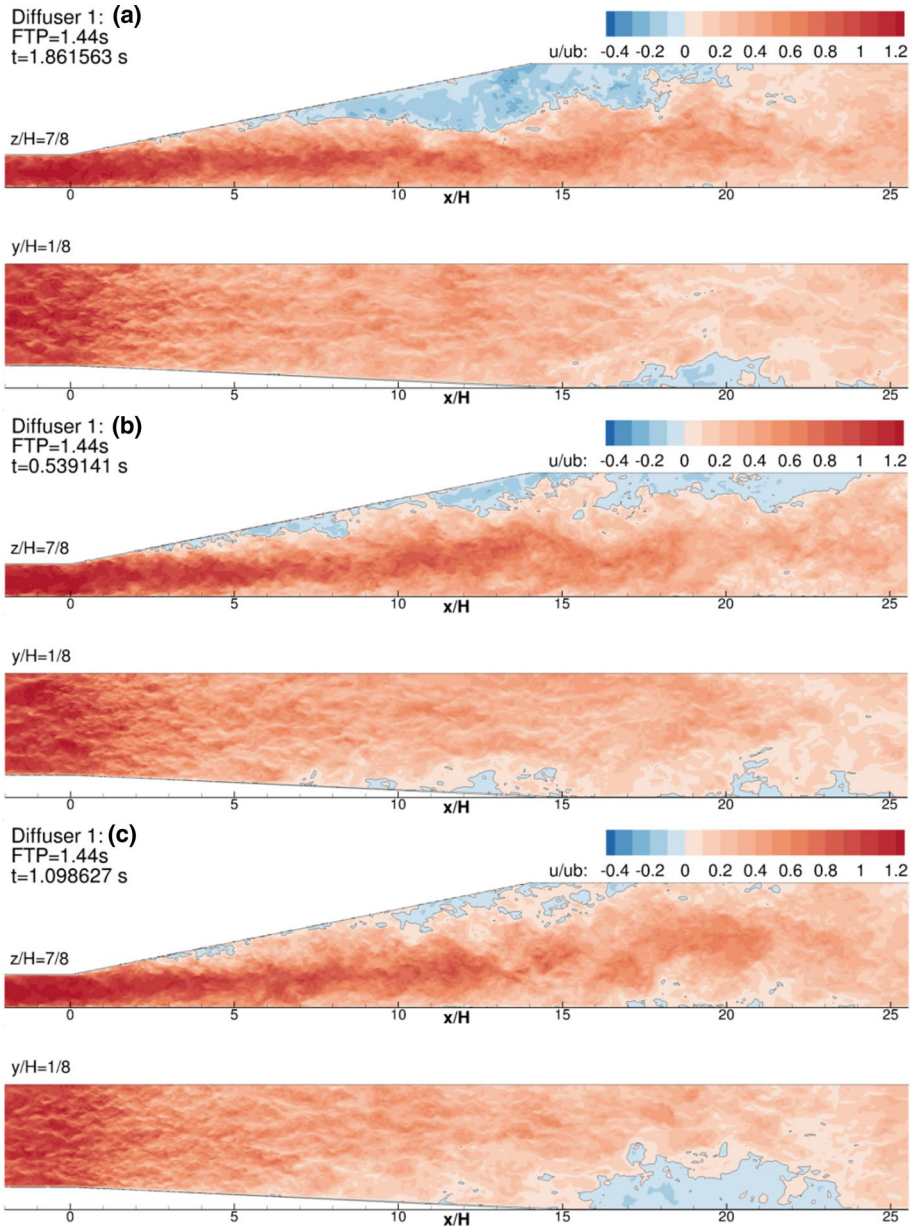 Diffuser 1: (a)
FTP=1.44s
t=1.861563 s
u/ub: -0.4 -0.2 0 0.2 0.4 0.6 0.8 1 1.2
z/H=7/8
0 5 10 15 20 25
x/H
y/H=1/8
0 5 10 15 20 25
x/H
Diffuser 1: (b)
FTP=1.44s
t=0.539141 s
u/ub: -0.4 -0.2 0 0.2 0.4 0.6 0.8 1 1.2
z/H=7/8
0 5 10 15 20 25
x/H
y/H=1/8
0 5 10 15 20 25
x/H
Diffuser 1: (c)
FTP=1.44s
t=1.098627 s
u/ub: -0.4 -0.2 0 0.2 0.4 0.6 0.8 1 1.2
z/H=7/8
0 5 10 15 20 25
x/H
y/H=1/8
0 5 10 15 20 25
x/H